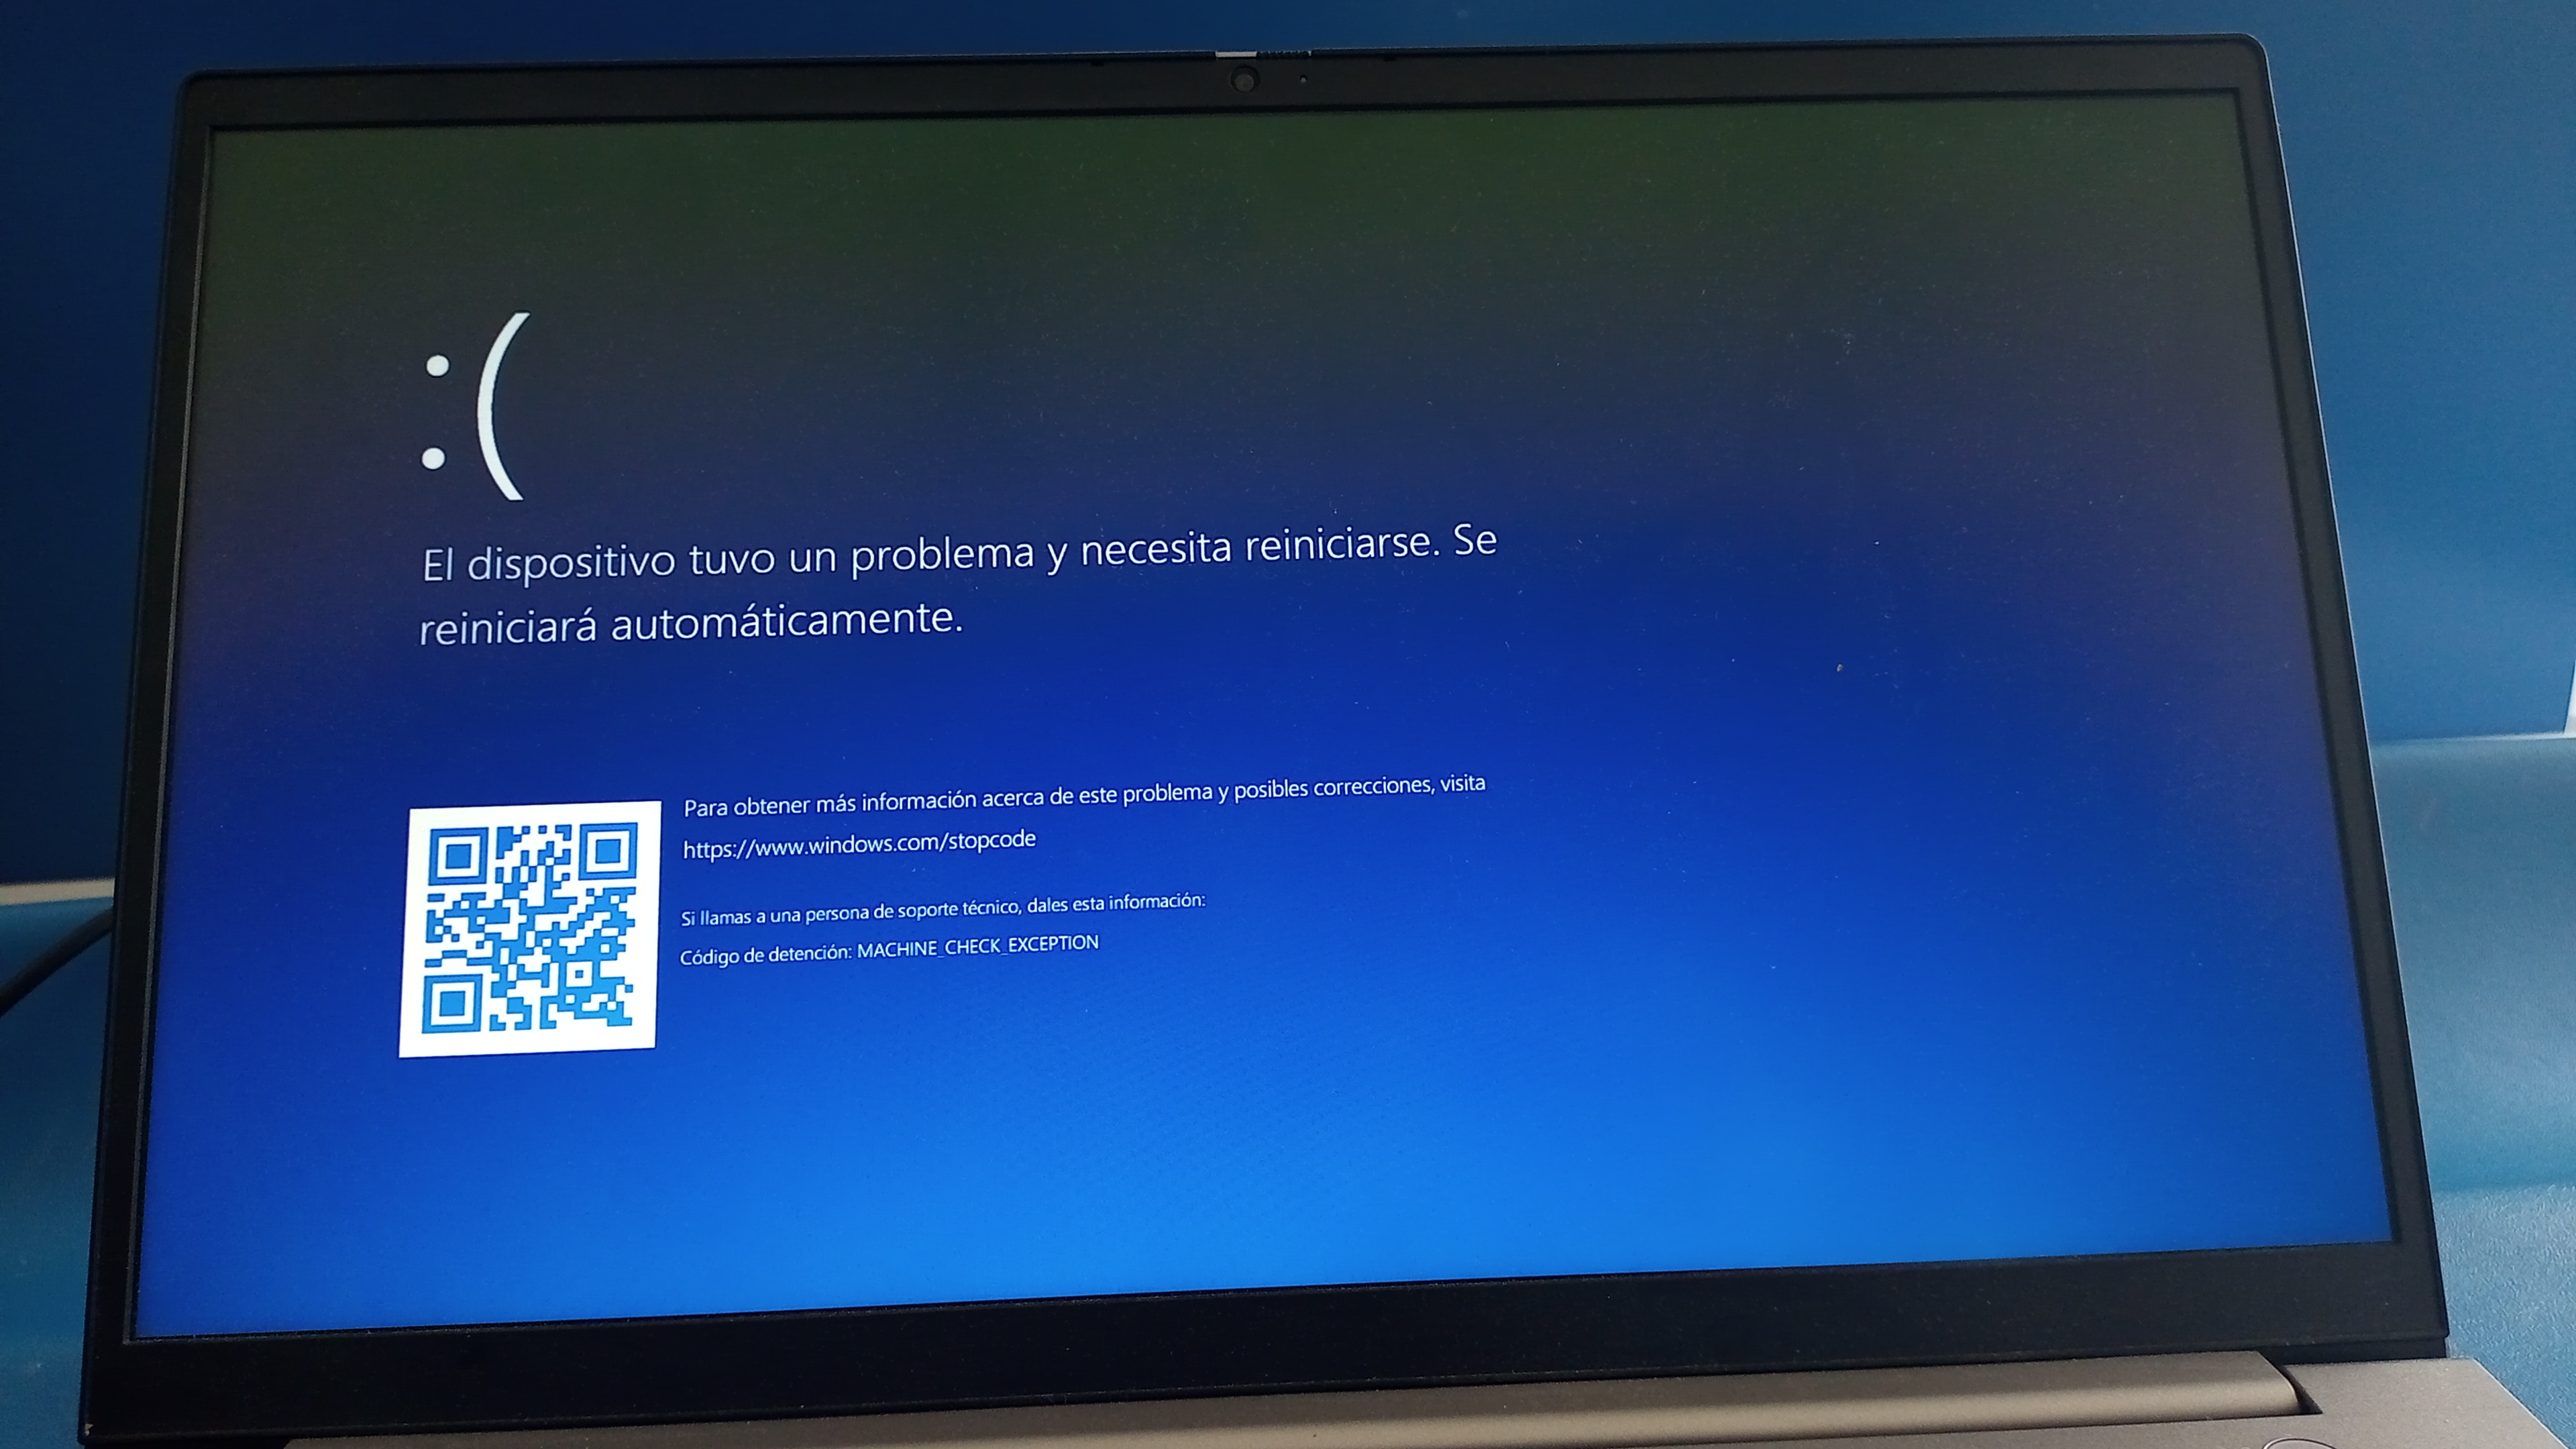 :(
El dispositivo tuvo un problema y necesita reiniciarse. Se
reiniciará automáticamente.
Para obtener más información acerca de este problema y posibles correcciones, visita
https://www.windows.com/stopcode
Si llamas a una persona de soporte técnico, dales esta información:
Código de detención: MACHINE_CHECK_EXCEPTION